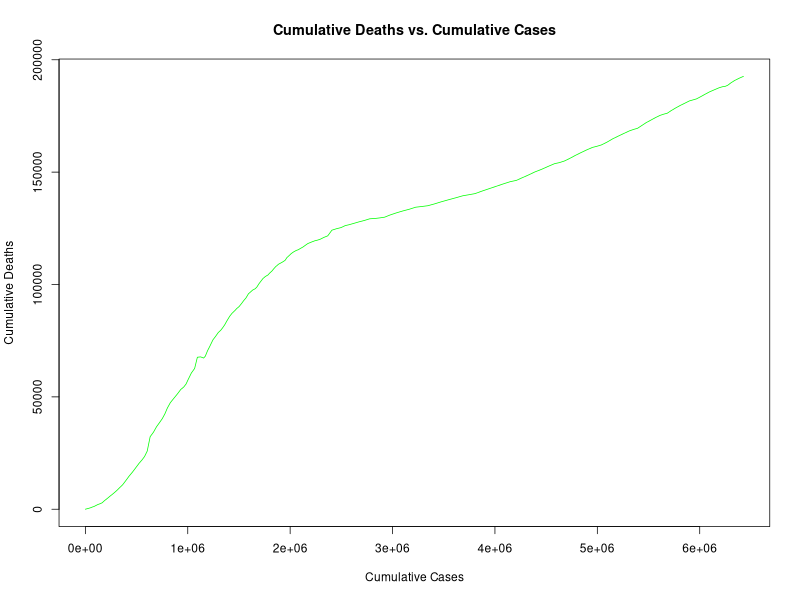 Cumulative Deaths vs. Cumulative Cases
Cumulative Deaths
200000
150000
100000
50000
0
0e+00 1e+06 2e+06 3e+06 4e+06 5e+06 6e+06
Cumulative Cases